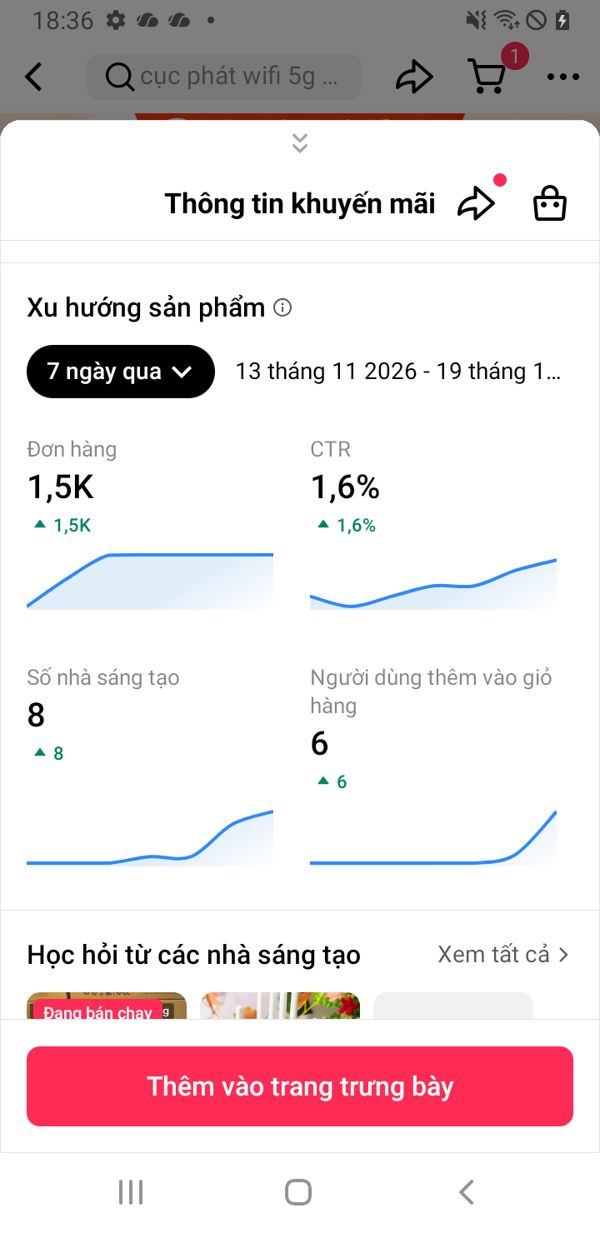 18:36
cục phát wifi 5g ...
1
Thông tin khuyến mãi
Xu hướng sản phẩm
7 ngày qua
13 tháng 11 2026 - 19 tháng 1...
Đơn hàng
CTR
1,5K
1,6%
1,5K
1,6%
Số nhà sáng tạo
Người dùng thêm vào giỏ
hàng
8
6
8
6
Học hỏi từ các nhà sáng tạo
Xem tất cả
Đang bán chạy
Thêm vào trang trưng bày